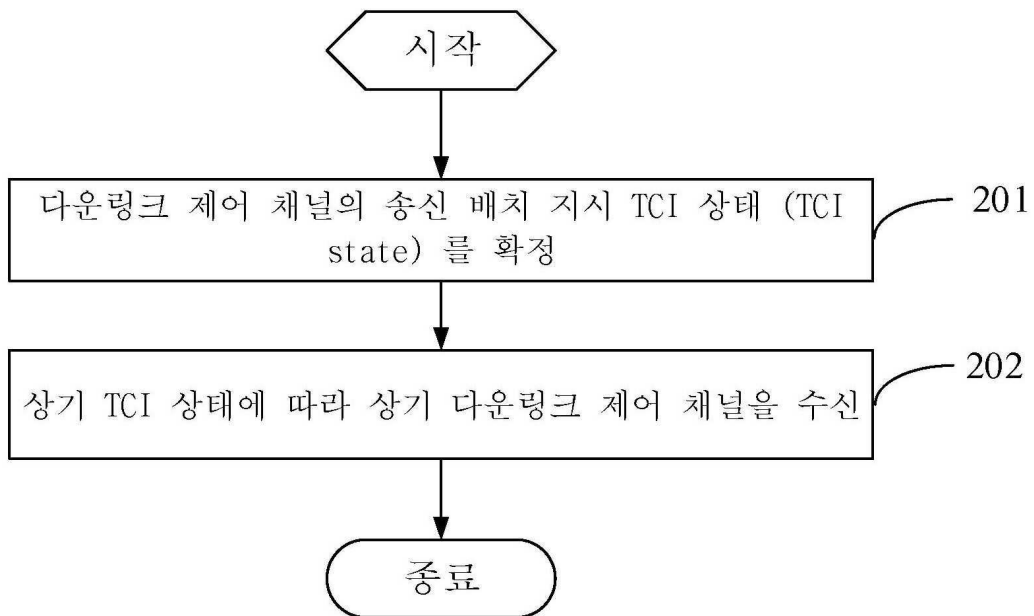 시작
다운링크 제어 채널의 송신 배치 지시 TCI 상태 (TCI
state) 를 확정
201
상기 TCI 상태에 따라 상기 다운링크 제어 채널을 수신
202
종료